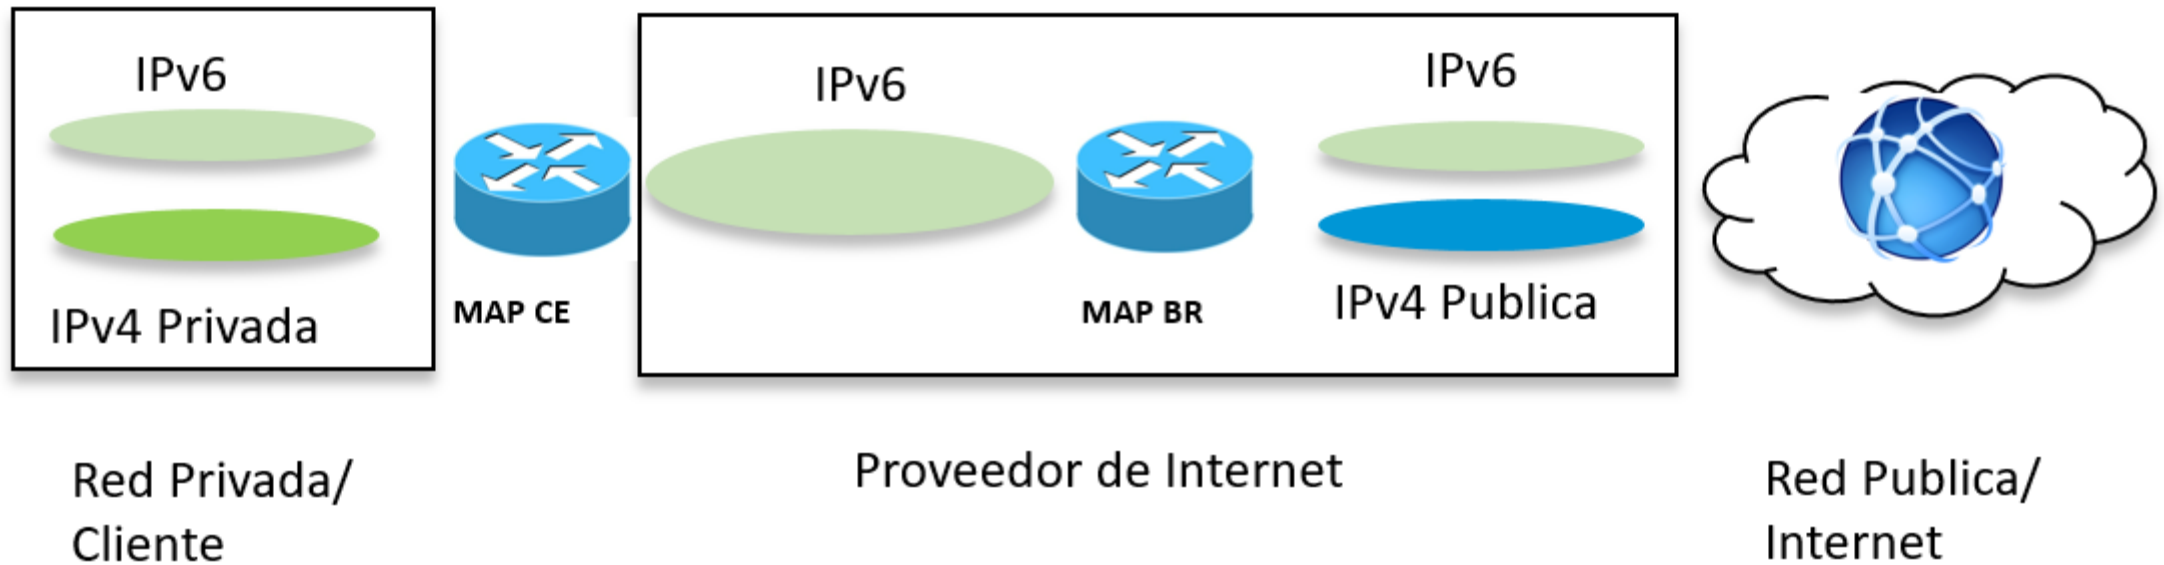 IPv6
IPv4 Privada
MAP CE
IPv6
MAP BR
IPv6
IPv4 Publica
Red Privada/
Cliente
Proveedor de Internet
Red Publica/
Internet